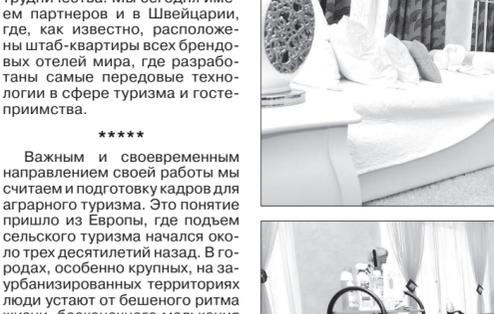 трудничества. Мы сегодня име-
ем партнеров и в Швейцарии,
где, как известно, расположе-
ны штаб-квартиры всех брендо-
вых отелей мира, где разрабо-
таны самые передовые техно-
логии в сфере туризма и госте-
приимства.
*****
Важным и своевременным
направлением своей работы мы
считаем и подготовку кадров для
аграрного туризма. Это понятие
пришло из Европы, где подъем
сельского туризма начался око-
ло трех десятилетий назад. В го-
родах, особенно крупных, на за-
урбанизированных территориях
люди устают от бешеного ритма
жизни, бесконечного мелькания